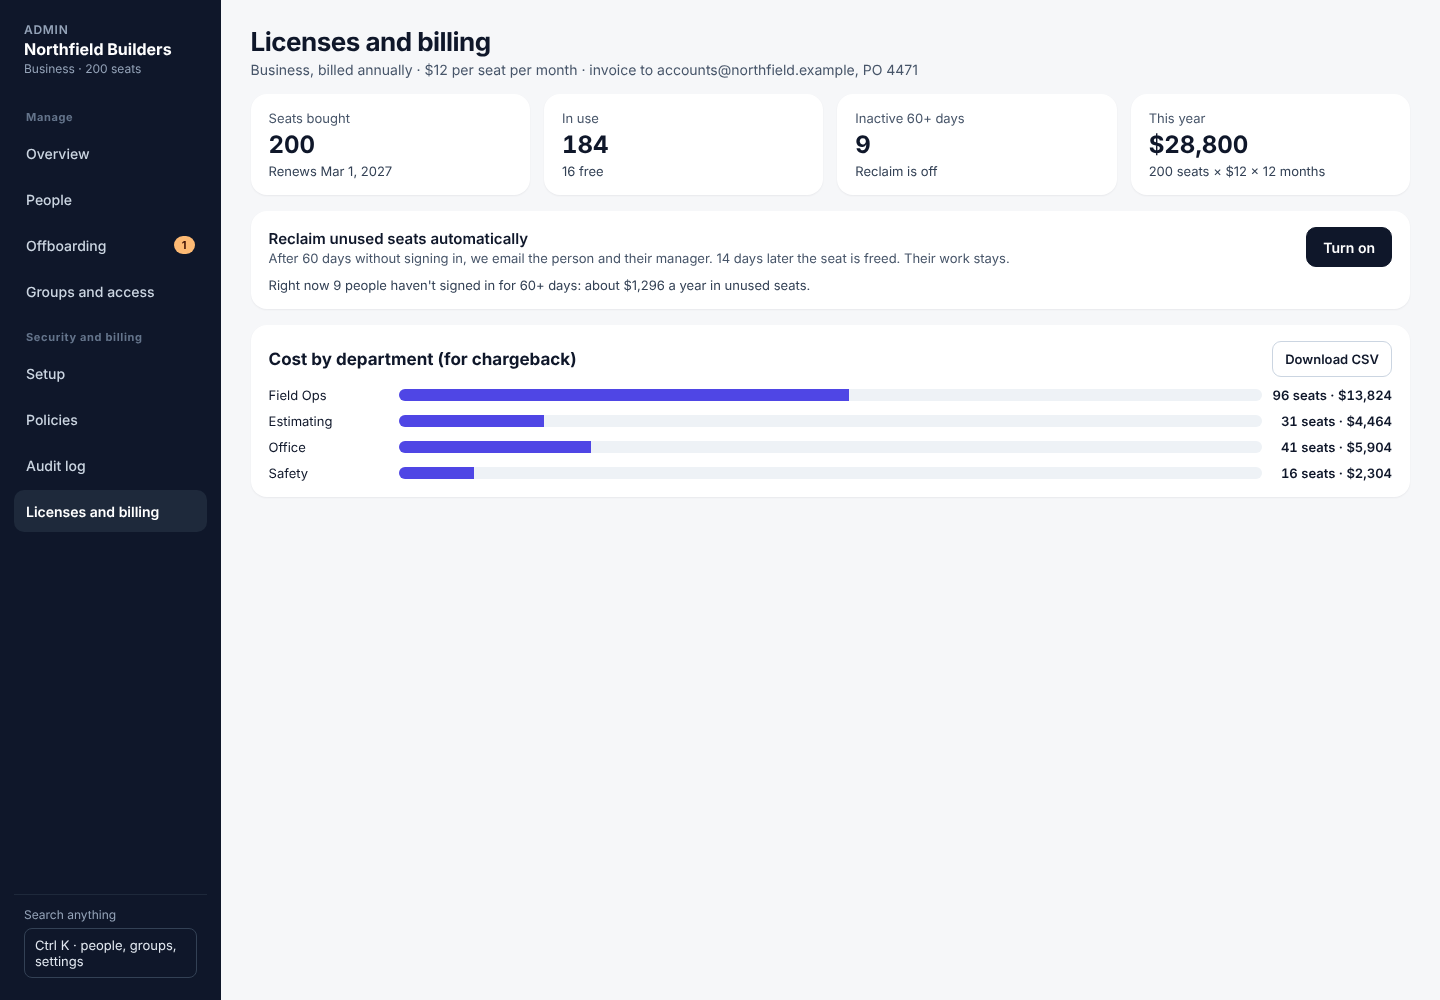 ADMIN
Northfield Builders
Business · 200 seats
Manage
Overview
People
Offboarding 1
Groups and access
Security and billing
Setup
Policies
Audit log
Licenses and billing
Search anything
Ctrl K · people, groups,
settings
Licenses and billing
Business, billed annually · $12 per seat per month · invoice to accounts@northfield.example, PO 4471
Seats bought
200
Renews Mar 1, 2027
In use
184
16 free
Inactive 60+ days
9
Reclaim is off
This year
$28,800
200 seats × $12 × 12 months
Reclaim unused seats automatically
After 60 days without signing in, we email the person and their manager. 14 days later the seat is freed. Their work stays.
Right now 9 people haven't signed in for 60+ days: about $1,296 a year in unused seats.
Turn on
Cost by department (for chargeback)
Download CSV
Field Ops 96 seats · $13,824
Estimating 31 seats · $4,464
Office 41 seats · $5,904
Safety 16 seats · $2,304